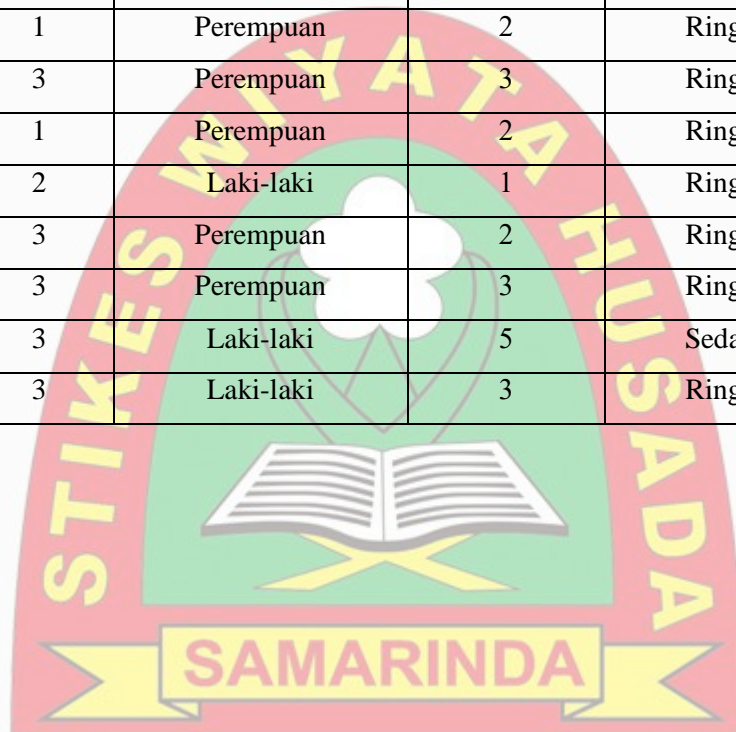 1 Perempuan 2 Ring
3 Perempuan 3 Ring
1 Perempuan 2 Ring
2 Laki-laki 1 Ring
3 Perempuan 2 Ring
3 Perempuan 3 Ring
3 Laki-laki 5 Seda
3 Laki-laki 3 Ring
STIKES WIYATA HUSADA
SAMARINDA